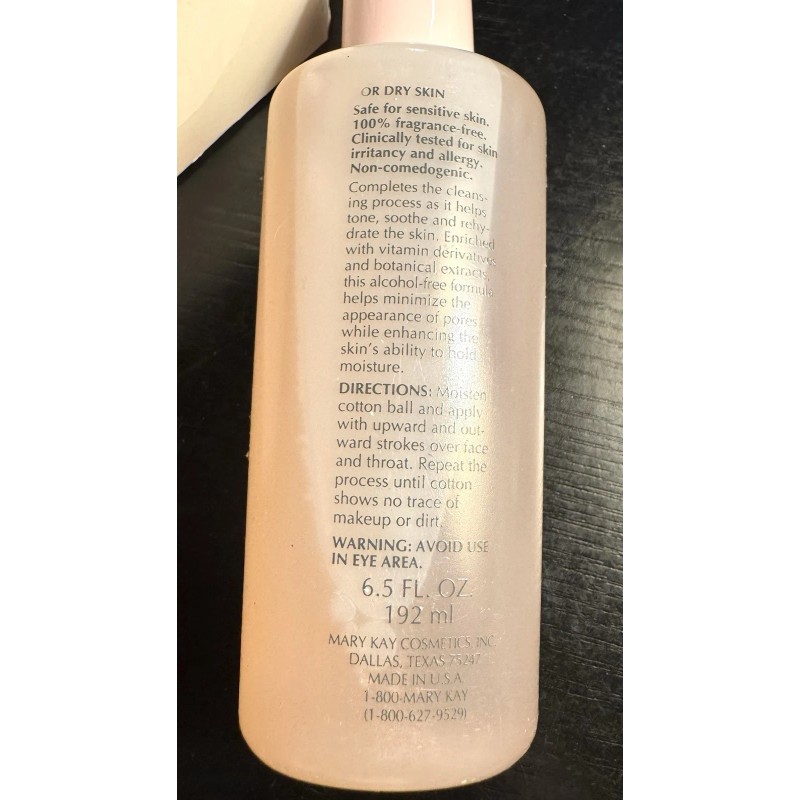 OR DRY SKIN
Safe for sensitive skin.
100% fragrance-free.
Clinically tested for skin
irritancy and allergy.
Non-comedogenic.
Completes the cleans-
ing process as it helps
tone, soothe and rehy-
drate the skin. Enriched
with vitamin derivatives
and botanical extracts,
this alcohol-free formula
helps minimize the
appearance of pores
while enhancing the
skin's ability to hold
moisture.
DIRECTIONS: Moisten
cotton ball and apply
with upward and out-
ward strokes over face
and throat. Repeat the
process until cotton
shows no trace of
makeup or dirt.
WARNING: AVOID USE
IN EYE AREA.
6.5 FL. OZ.
192 ml
MARY KAY COSMETICS, INC.
DALLAS, TEXAS 75247
MADE IN U.S.A.
1-800-MARY KAY
(1-800-627-9529)